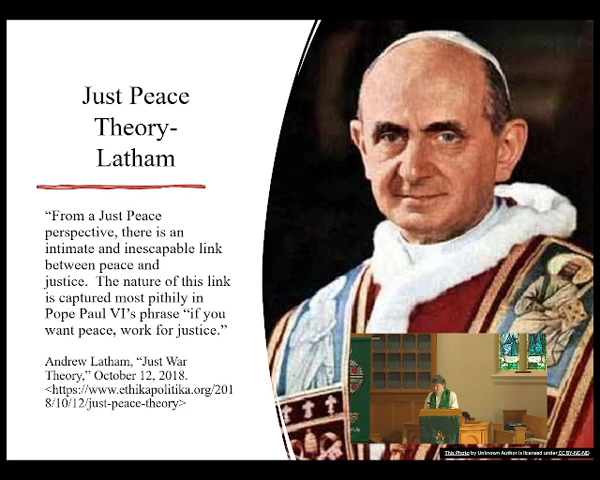 Just Peace
Theory-
Latham
“From a Just Peace
perspective, there is an
intimate and inescapable link
between peace and
justice.  The nature of this link
is captured most pithily in
Pope Paul VI’s phrase “if you
want peace, work for justice.”
Andrew Latham, “Just War
Theory,” October 12, 2018.
<https://www.ethikapolitika.org/201
8/10/12/just-peace-theory>
This Photo by Unknown Author is licensed under CC BY-NC-ND